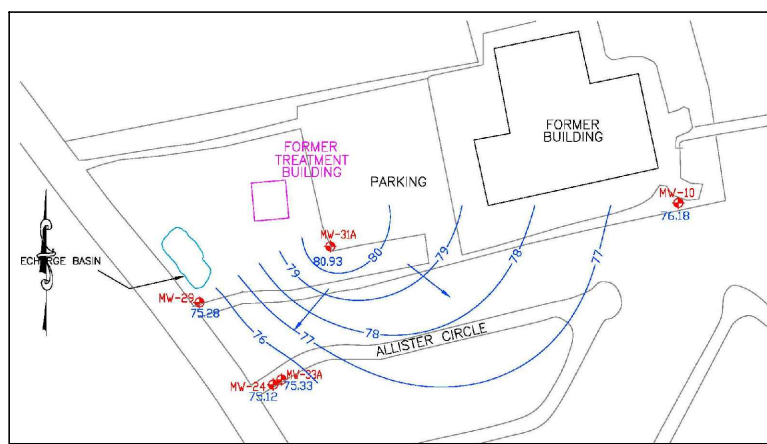 FORMER
BUILDING
FORMER
TREATMENT
BUILDING
PARKING
MW-10
76.18
MW-31A
80.93
80
79
79
78
77
ECHARGE BASIN
MW-29
75.28
76
77
78
ALLISTER CIRCLE
MW-33A
75.33
MW-24
75.12